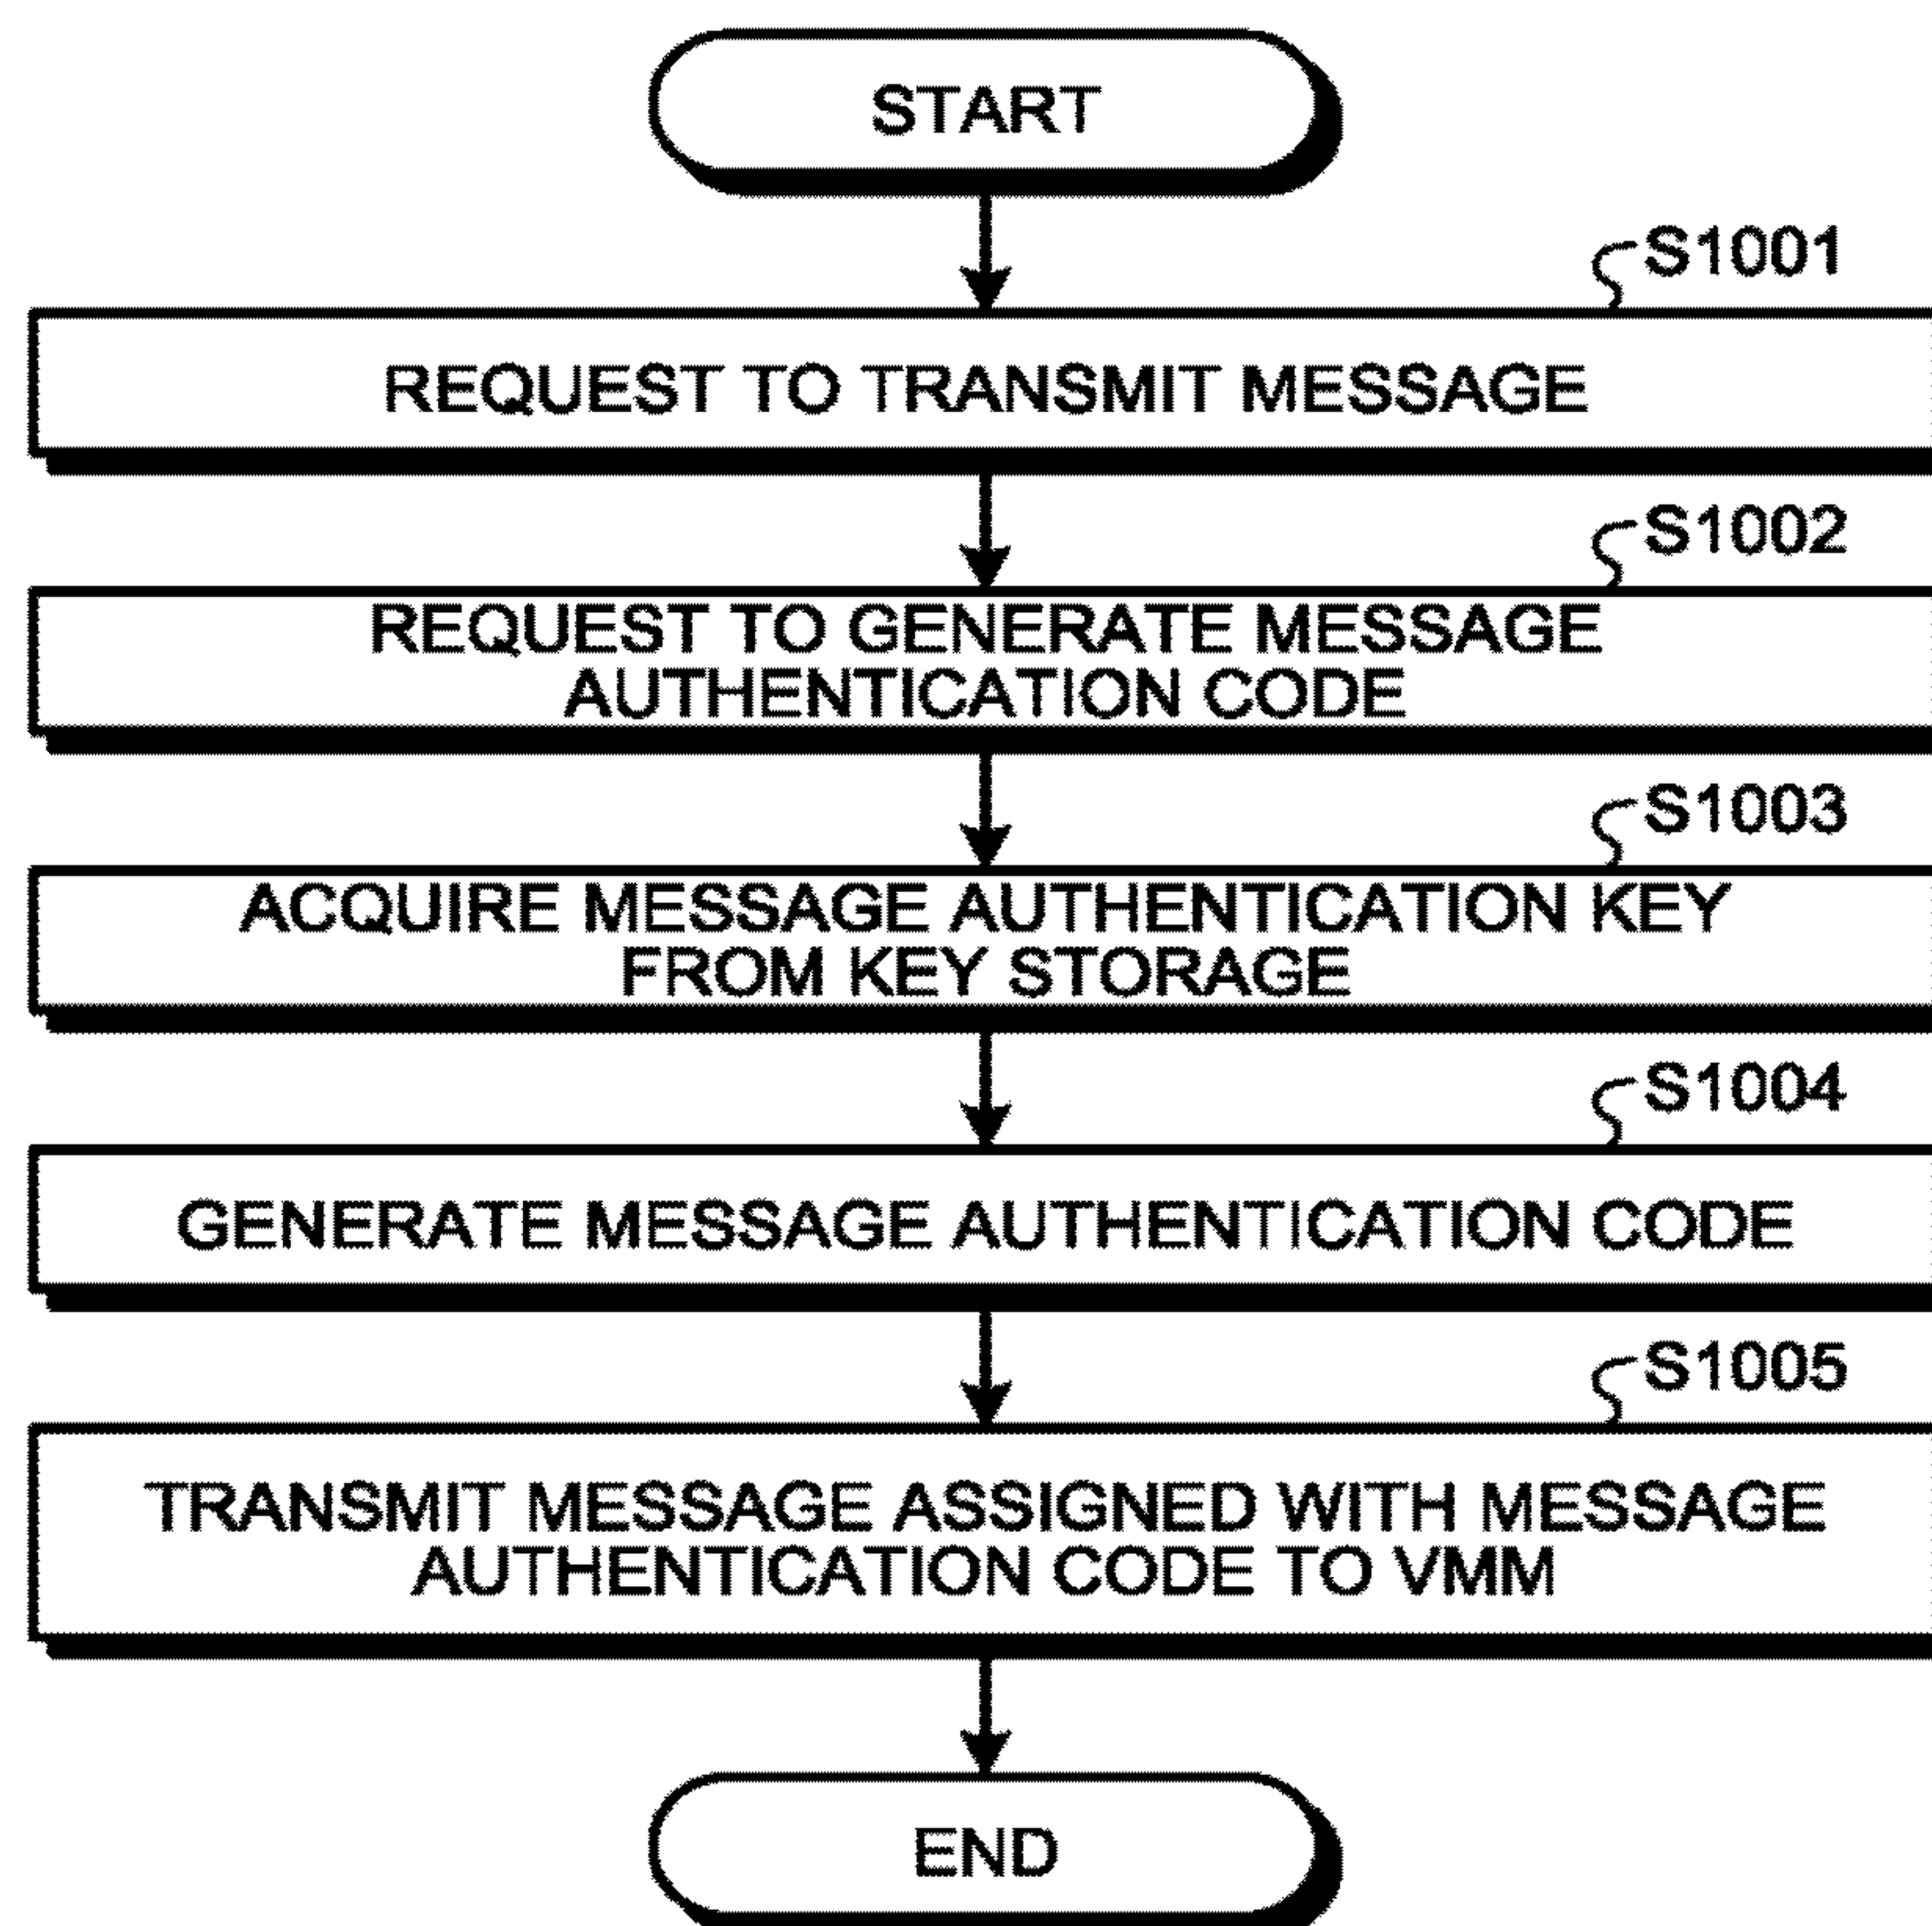 START
S1001
REQUEST TO TRANSMIT MESSAGE
S1002
REQUEST TO GENERATE MESSAGE
AUTHENTICATION CODE
S1003
ACQUIRE MESSAGE AUTHENTICATION KEY
FROM KEY STORAGE
S1004
GENERATE MESSAGE AUTHENTICATION CODE
S1005
TRANSMIT MESSAGE ASSIGNED WITH MESSAGE
AUTHENTICATION CODE TO VMM
END